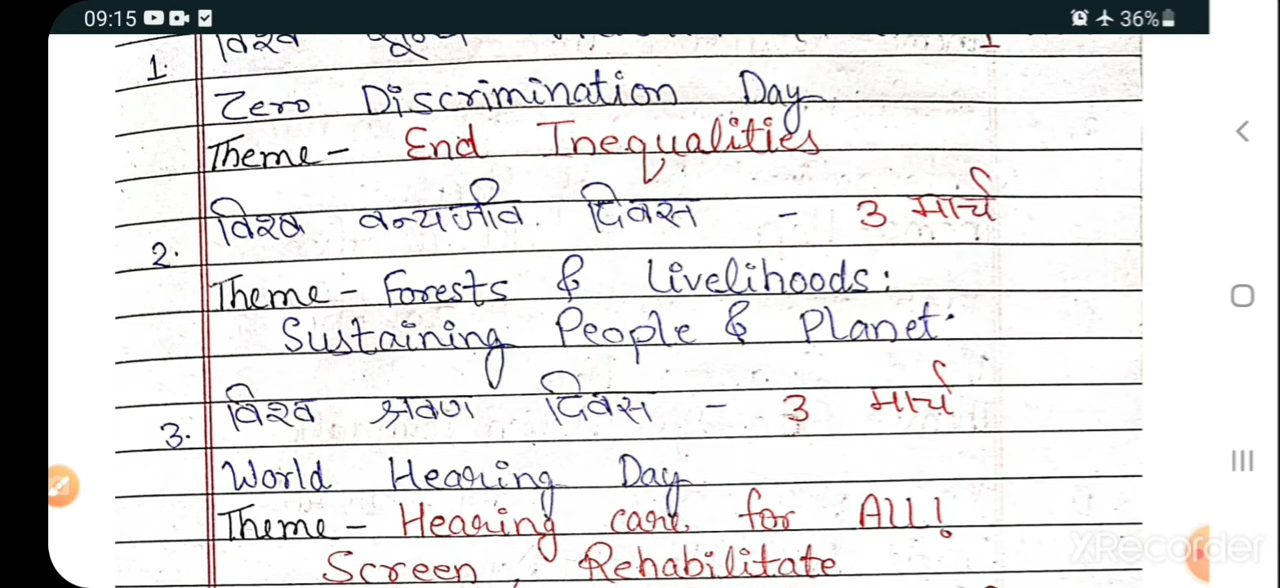 09:15 36%
1. विश्व शून्य
Zero Discrimination Day
Theme - End Inequalities
विश्व वन्यजीव. दिवस - 3 मार्च
2.
Theme - Forests & Livelihoods:
Sustaining People & Planet.
विश्व श्रवण दिवस - 3 मार्च
3.
World Hearing Day
Theme - Hearing care for ALL!
Screen, Rehabilitate
XRecorder